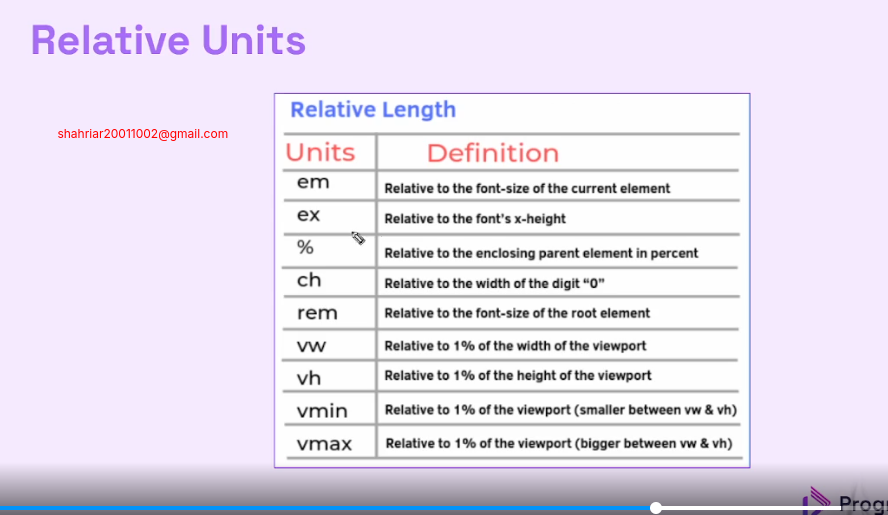 Relative Units
shahriar20011002@gmail.com
Relative Length
Units Definition
em Relative to the font-size of the current element
ex Relative to the font's x-height
% Relative to the enclosing parent element in percent
ch Relative to the width of the digit “0”
rem Relative to the font-size of the root element
vw Relative to 1% of the width of the viewport
vh Relative to 1% of the height of the viewport
vmin Relative to 1% of the viewport (smaller between vw & vh)
vmax Relative to 1% of the viewport (bigger between vw & vh)